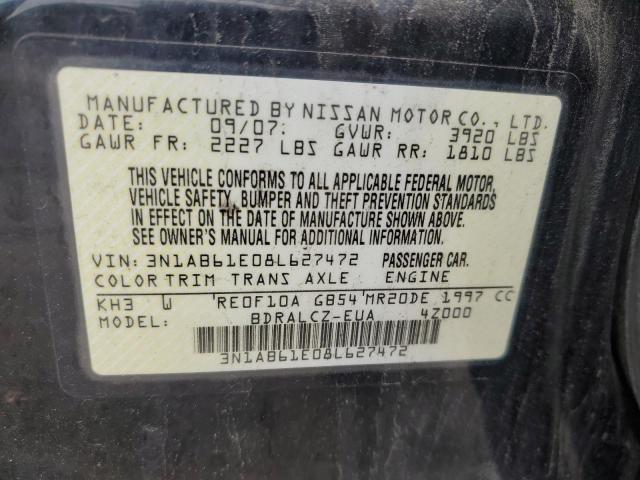 MANUFACTURED BY NISSAN MOTOR CO., LTD.
DATE: 09/07. GVWR: 3920 LBS
GAWR FR: 2227 LBS GAWR RR: 1810 LBS
THIS VEHICLE CONFORMS TO ALL APPLICABLE FEDERAL MOTOR
VEHICLE SAFETY, BUMPER AND THEFT PREVENTION STANDARDS
IN EFFECT ON THE DATE OF MANUFACTURE SHOWN ABOVE.
SEE OWNER'S MANUAL FOR ADDITIONAL INFORMATION.
VIN: 3N1AB61E08L627472 PASSENGER CAR.
COLOR TRIM TRANS AXLE ENGINE
KH3 W RE0F10A GB54 MR20DE 1997 CC
MODEL: BDRALCZ-EUA 4Z000
3N1AB61E08L627472